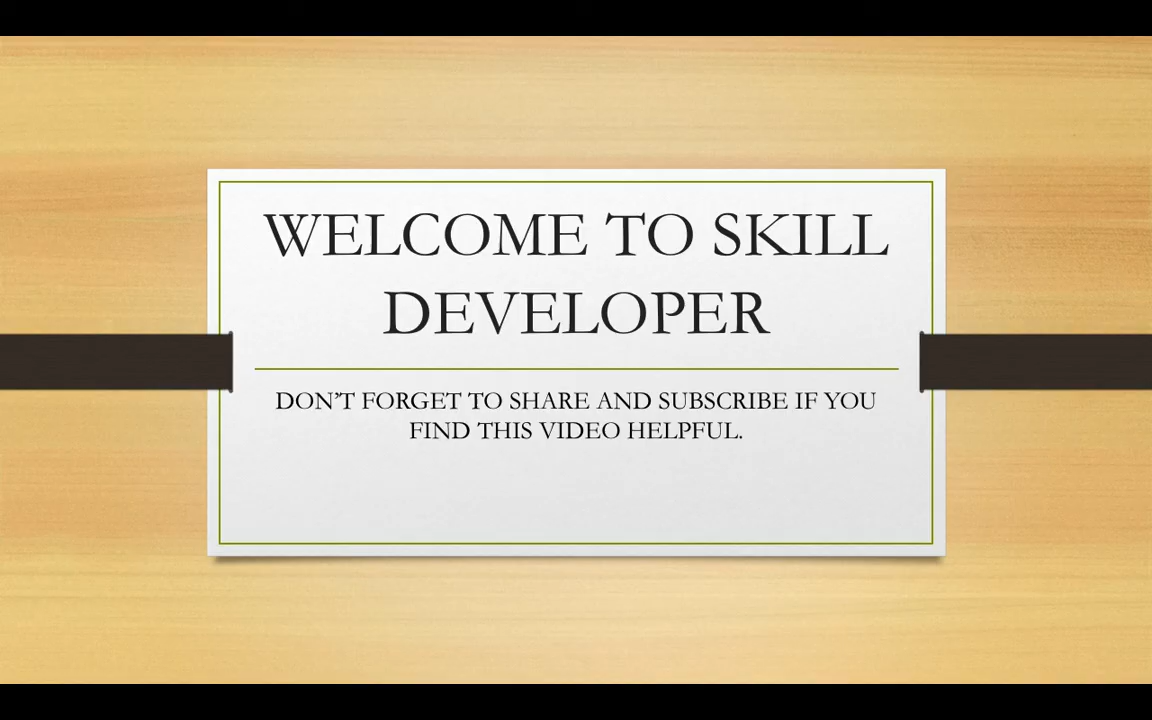 WELCOME TO SKILL
DEVELOPER
DON’T FORGET TO SHARE AND SUBSCRIBE IF YOU
FIND THIS VIDEO HELPFUL.